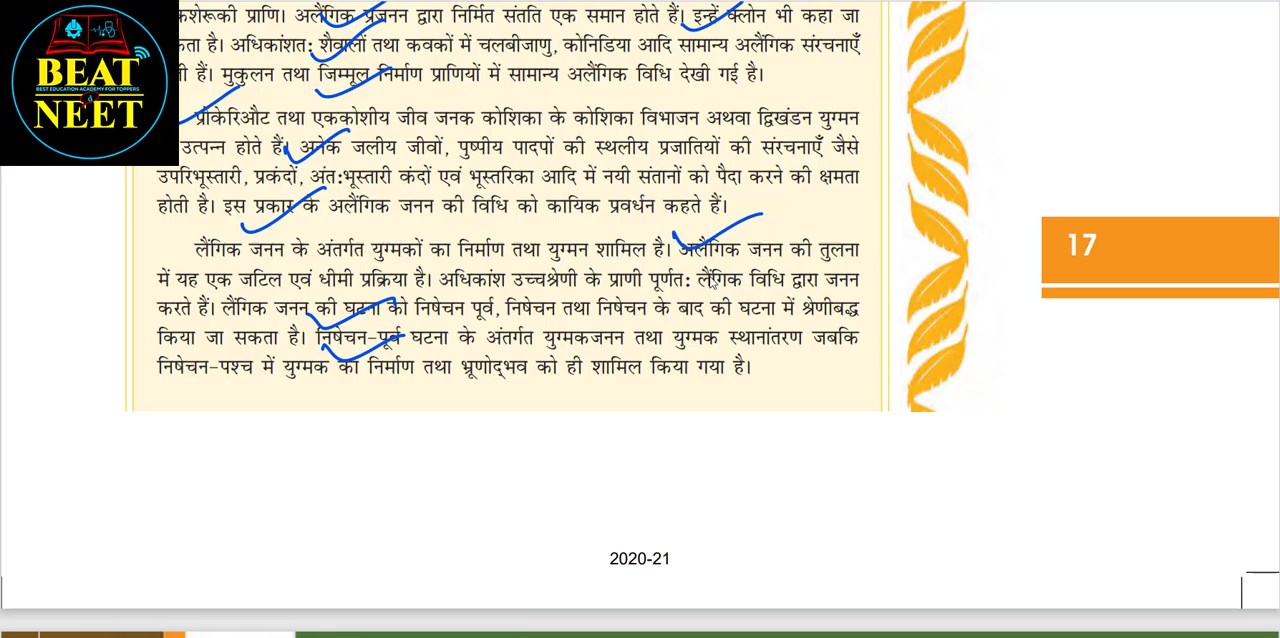 BEAT
BEST EDUCATION ACADEMY FOR TOPPERS
NEET
प्राणि। अलैंगिक प्रजनन द्वारा निर्मित संतति एक समान होते हैं। इन्हें क्लोन भी कहा जा
है। अधिकांशत: शैवालों तथा कवकों में चलबीजाणु, कोनिडिया आदि सामान्य अलैंगिक संरचनाएँ
हैं। मुकुलन तथा जिम्मूल निर्माण प्राणियों में सामान्य अलैंगिक विधि देखी गई है।
प्रोकेरिऔट तथा एककोशीय जीव जनक कोशिका के कोशिका विभाजन अथवा द्विखंडन युग्मन
उत्पन्न होते हैं। अनेक जलीय जीवों, पुष्पीय पादपों की स्थलीय प्रजातियों की संरचनाएँ जैसे
उपरिभूस्तारी, प्रकंदों, अंत:भूस्तारी कंदों एवं भूस्तरिका आदि में नयी संतानों को पैदा करने की क्षमता
होती है। इस प्रकार के अलैंगिक जनन की विधि को कायिक प्रवर्धन कहते हैं।
लैंगिक जनन के अंतर्गत युग्मकों का निर्माण तथा युग्मन शामिल है। अलैगिक जनन की तुलना
में यह एक जटिल एवं धीमी प्रक्रिया है। अधिकांश उच्चश्रेणी के प्राणी पूर्णत: लैंगिक विधि द्वारा जनन
करते हैं। लैंगिक जनन की घटना को निषेचन पूर्व, निषेचन तथा निषेचन के बाद की घटना में श्रेणीबद्ध
किया जा सकता है। निषेचन-पूर्व घटना के अंतर्गत युग्मकजनन तथा युग्मक स्थानांतरण जबकि
निषेचन-पश्च में युग्मक का निर्माण तथा भ्रूणोद्भव को ही शामिल किया गया है।
17
2020-21